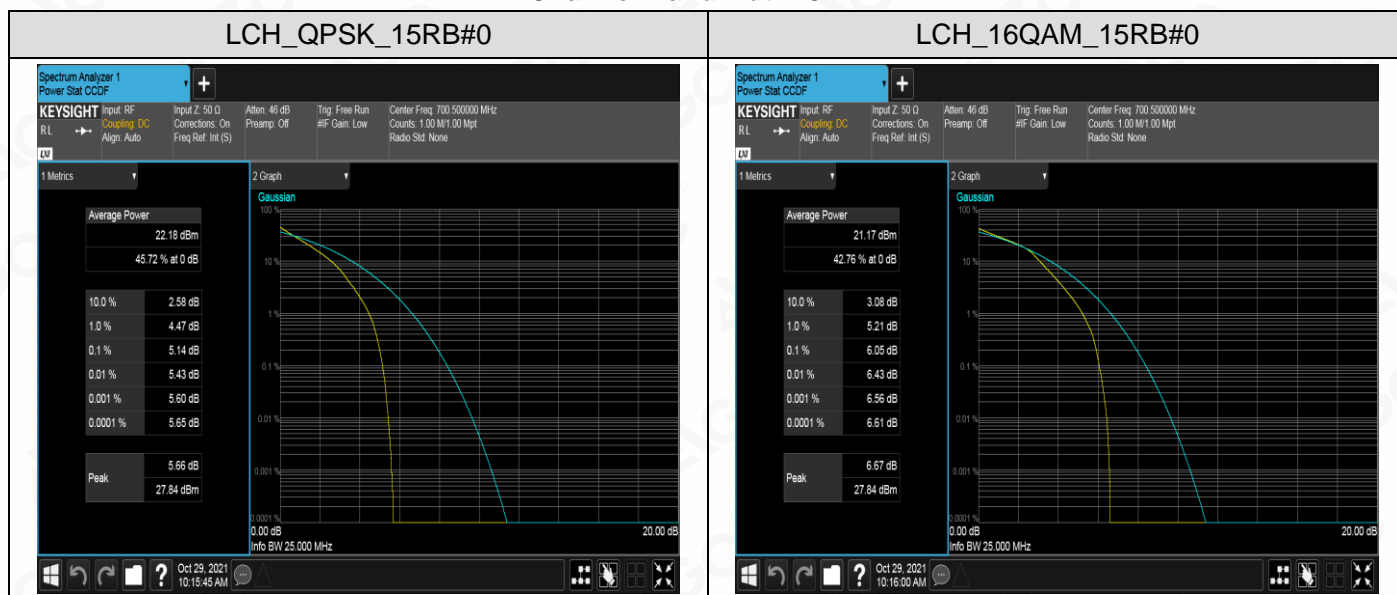 LCH_QPSK_15RB#0
Spectrum Analyzer 1
Power Stat CCDF
+
KEYSIGHT
RL
LXI
Input: RF
Coupling: DC
Align: Auto
Input Z: 50 Ω
Corrections: On
Freq Ref: Int (S)
Atten: 46 dB
Preamp: Off
Trig: Free Run
#IF Gain: Low
Center Freq: 700.500000 MHz
Counts: 1.00 M/1.00 Mpt
Radio Std: None
1 Metrics
Average Power
22.18 dBm
45.72 % at 0 dB
10.0 % 2.58 dB
1.0 % 4.47 dB
0.1 % 5.14 dB
0.01 % 5.43 dB
0.001 % 5.60 dB
0.0001 % 5.65 dB
Peak
5.66 dB
27.84 dBm
2 Graph
Gaussian
100 %
10 %
1 %
0.1 %
0.01 %
0.001 %
0.0001 %
0.00 dB 20.00 dB
Info BW 25.000 MHz
?
Oct 29, 2021
10:15:45 AM
LCH_16QAM_15RB#0
Spectrum Analyzer 1
Power Stat CCDF
+
KEYSIGHT
RL
LXI
Input: RF
Coupling: DC
Align: Auto
Input Z: 50 Ω
Corrections: On
Freq Ref: Int (S)
Atten: 46 dB
Preamp: Off
Trig: Free Run
#IF Gain: Low
Center Freq: 700.500000 MHz
Counts: 1.00 M/1.00 Mpt
Radio Std: None
1 Metrics
Average Power
21.17 dBm
42.76 % at 0 dB
10.0 % 3.08 dB
1.0 % 5.21 dB
0.1 % 6.05 dB
0.01 % 6.43 dB
0.001 % 6.56 dB
0.0001 % 6.61 dB
Peak
6.67 dB
27.84 dBm
2 Graph
Gaussian
100 %
10 %
1 %
0.1 %
0.01 %
0.001 %
0.0001 %
0.00 dB 20.00 dB
Info BW 25.000 MHz
?
Oct 29, 2021
10:16:00 AM